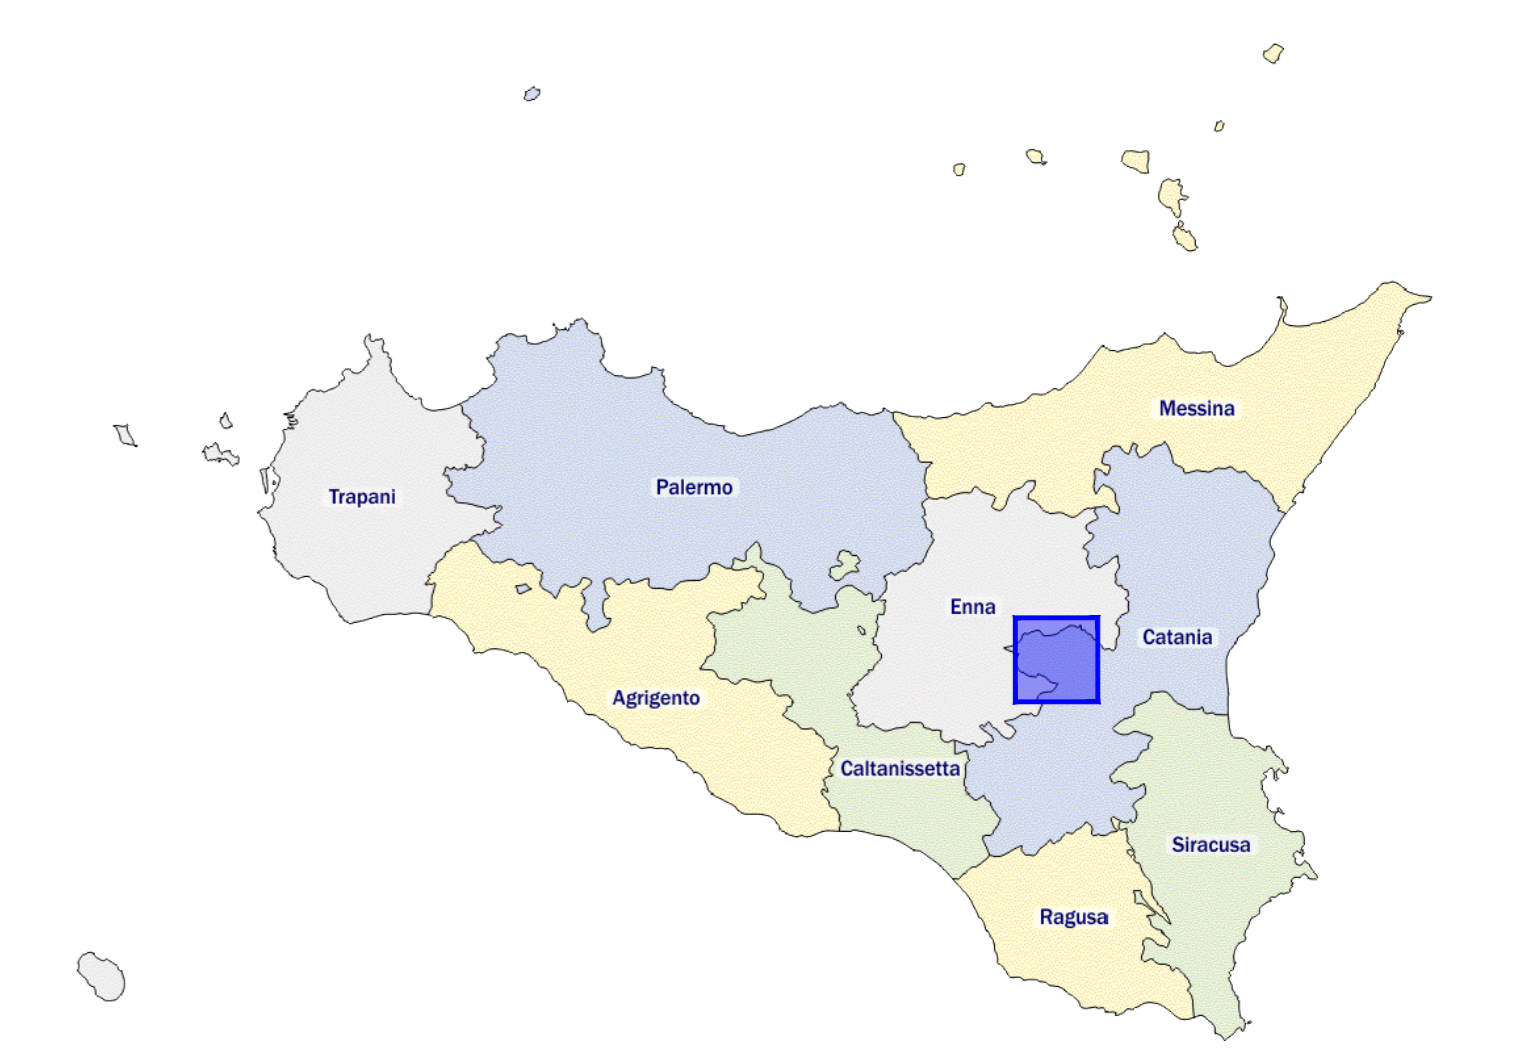 Messina
Palermo
Trapani
Enna
Catania
Agrigento
Caltanissetta
Siracusa
Ragusa